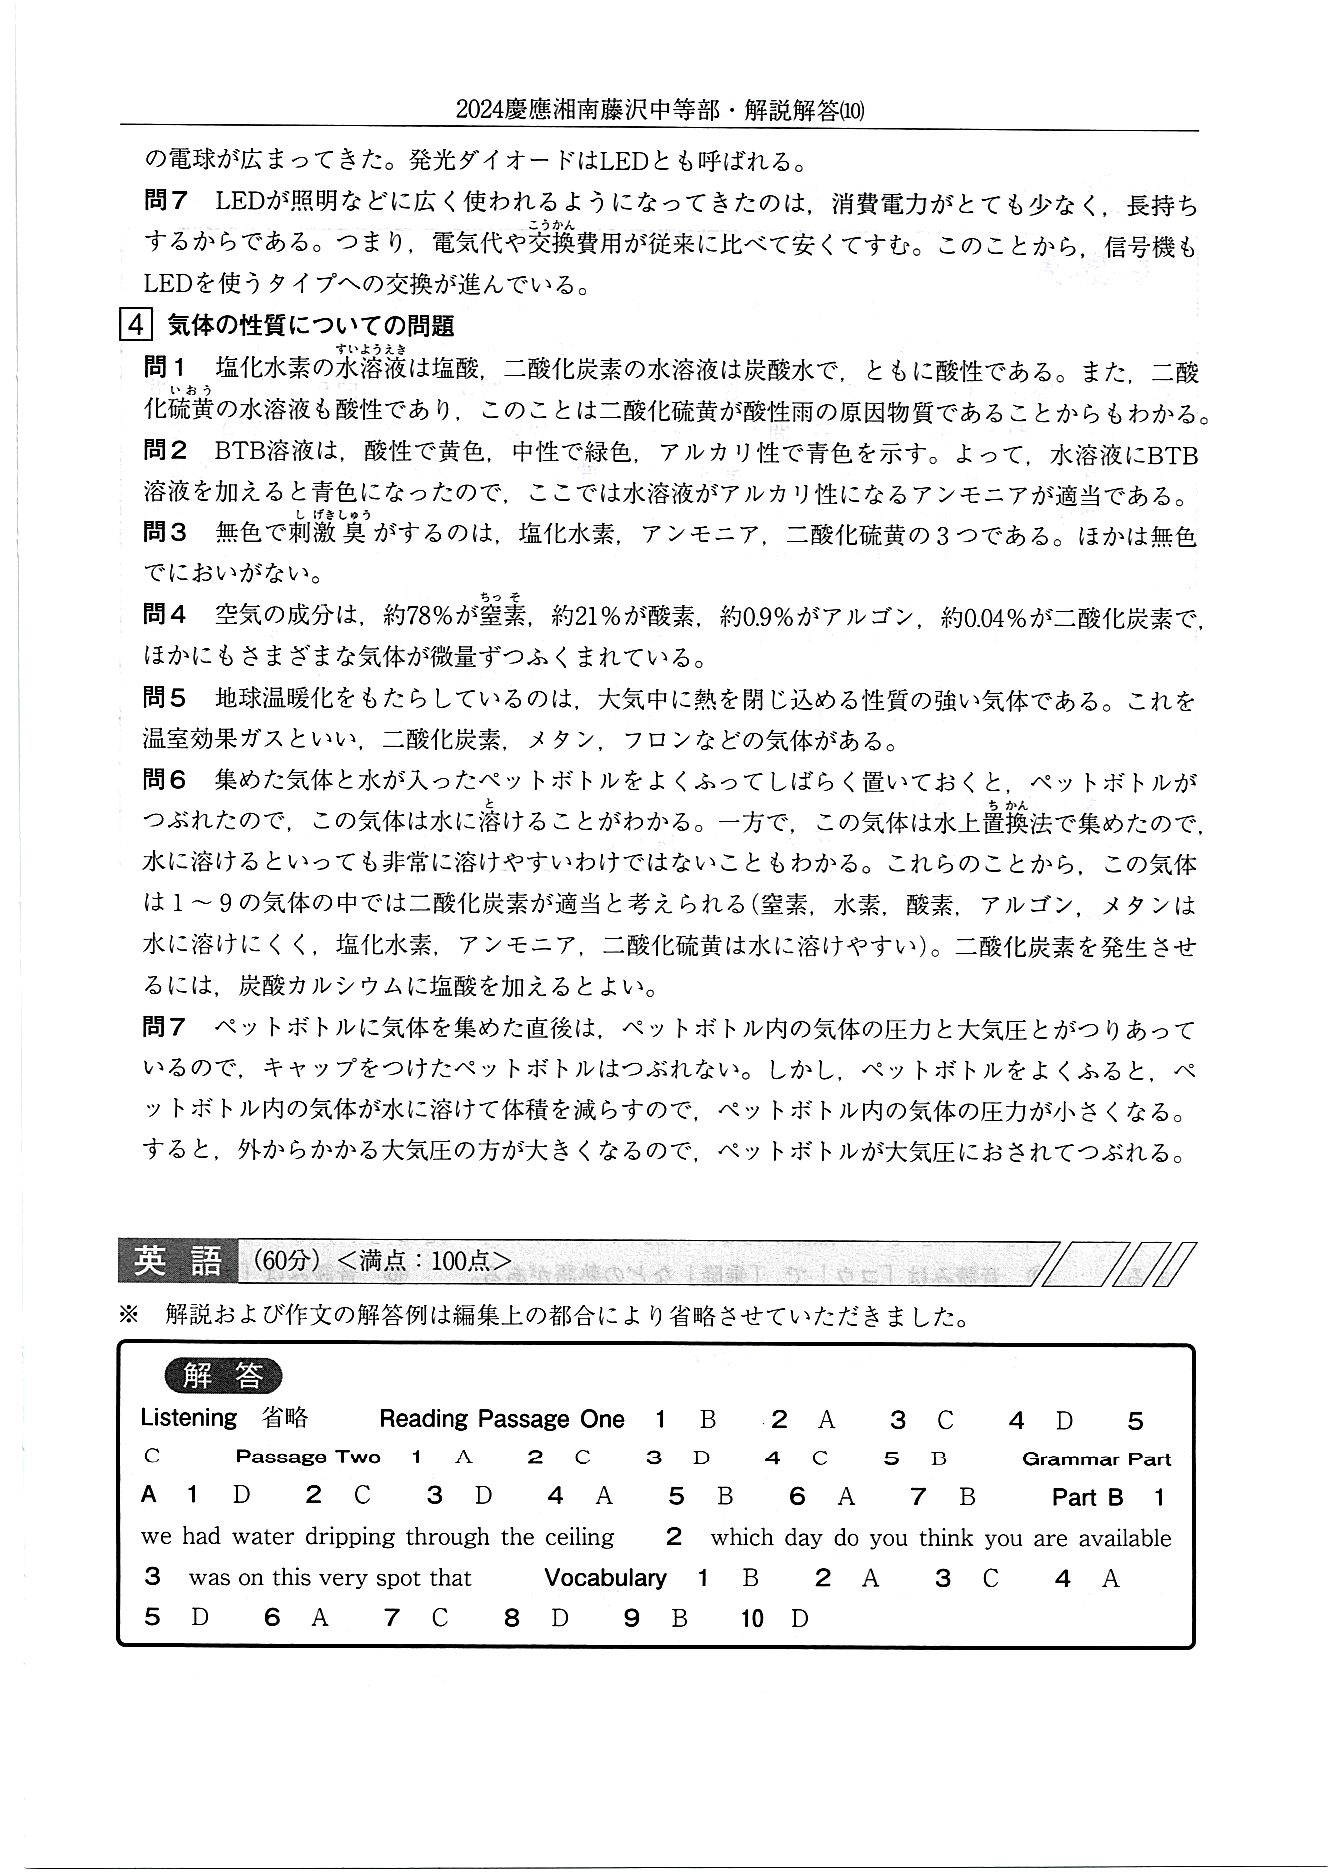 2024慶應湘南藤沢中等部・解説解答⑽
の電球が広まってきた。発光ダイオードはLEDとも呼ばれる。
問7 LEDが照明などに広く使われるようになってきたのは，消費電力がとても少なく，長持ち
するからである。つまり，電気代や交換費用が従来に比べて安くてすむ。このことから，信号機も
LEDを使うタイプへの交換が進んでいる。
4 気体の性質についての問題
問1 塩化水素の水溶液は塩酸，二酸化炭素の水溶液は炭酸水で，ともに酸性である。また，二酸
化硫黄の水溶液も酸性であり，このことは二酸化硫黄が酸性雨の原因物質であることからもわかる。
問2 BTB溶液は，酸性で黄色，中性で緑色，アルカリ性で青色を示す。よって，水溶液にBTB
溶液を加えると青色になったので，ここでは水溶液がアルカリ性になるアンモニアが適当である。
問3 無色で刺激臭がするのは，塩化水素，アンモニア，二酸化硫黄の3つである。ほかは無色
でにおいがない。
問4 空気の成分は，約78％が窒素，約21％が酸素，約0.9％がアルゴン，約0.04％が二酸化炭素で，
ほかにもさまざまな気体が微量ずつふくまれている。
問5 地球温暖化をもたらしているのは，大気中に熱を閉じ込める性質の強い気体である。これを
温室効果ガスといい，二酸化炭素，メタン，フロンなどの気体がある。
問6 集めた気体と水が入ったペットボトルをよくふってしばらく置いておくと，ペットボトルが
つぶれたので，この気体は水に溶けることがわかる。一方で，この気体は水上置換法で集めたので，
水に溶けるといっても非常に溶けやすいわけではないこともわかる。これらのことから，この気体
は1～9の気体の中では二酸化炭素が適当と考えられる(窒素，水素，酸素，アルゴン，メタンは
水に溶けにくく，塩化水素，アンモニア，二酸化硫黄は水に溶けやすい)。二酸化炭素を発生させ
るには，炭酸カルシウムに塩酸を加えるとよい。
問7 ペットボトルに気体を集めた直後は，ペットボトル内の気体の圧力と大気圧とがつりあって
いるので，キャップをつけたペットボトルはつぶれない。しかし，ペットボトルをよくふると，ペ
ットボトル内の気体が水に溶けて体積を減らすので，ペットボトル内の気体の圧力が小さくなる。
すると，外からかかる大気圧の方が大きくなるので，ペットボトルが大気圧におされてつぶれる。
英語 (60分) ＜満点：100点＞
※ 解説および作文の解答例は編集上の都合により省略させていただきました。
解答
Listening 省略 Reading Passage One 1 B 2 A 3 C 4 D 5
C Passage Two 1 A 2 C 3 D 4 C 5 B Grammar Part
A 1 D 2 C 3 D 4 A 5 B 6 A 7 B Part B 1
we had water dripping through the ceiling 2 which day do you think you are available
3 was on this very spot that Vocabulary 1 B 2 A 3 C 4 A
5 D 6 A 7 C 8 D 9 B 10 D